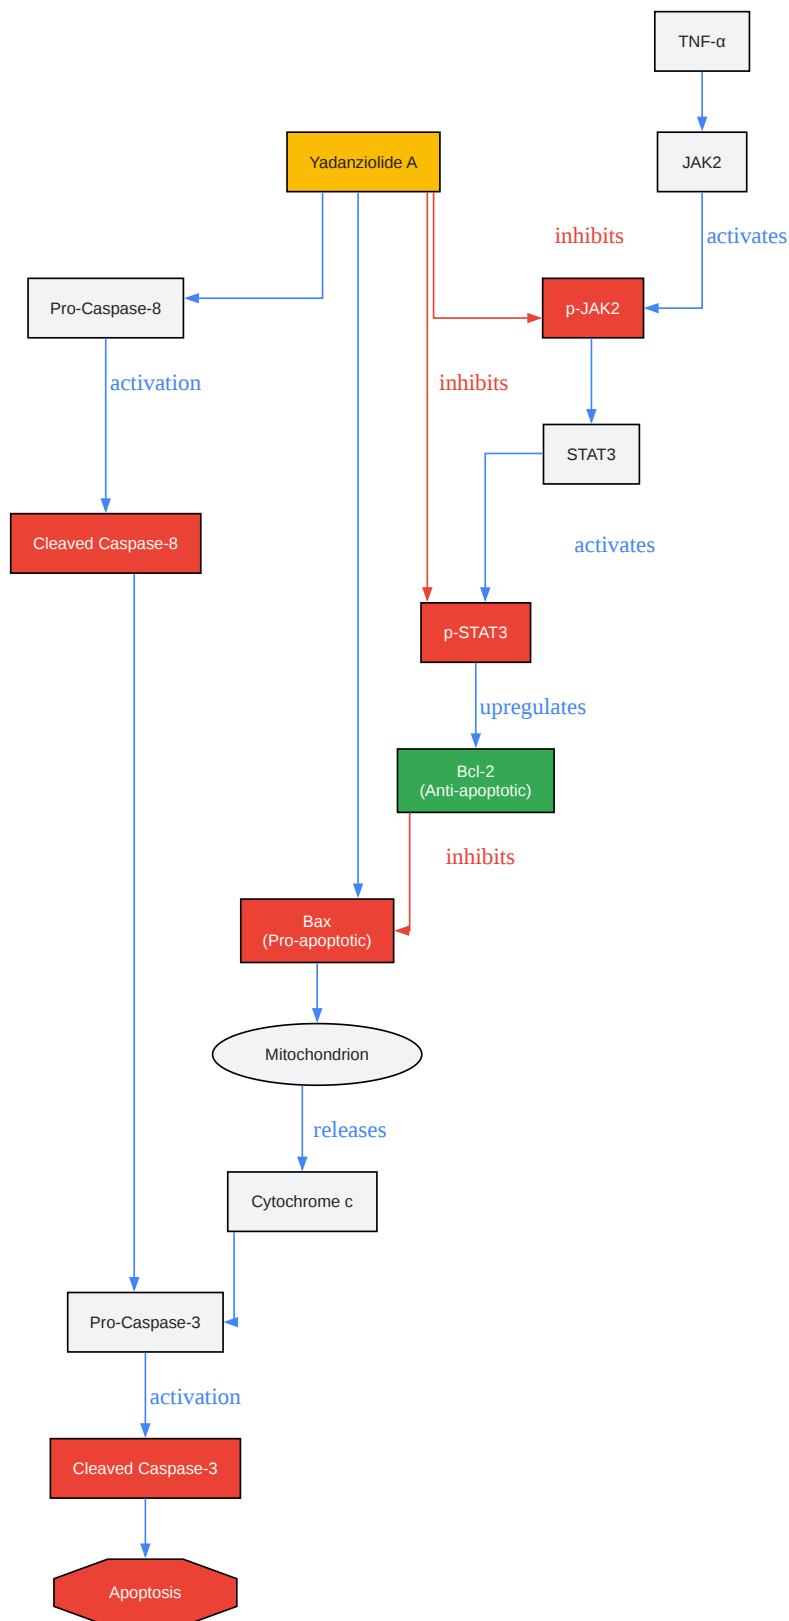 TNF-α
Yadanziolide A
JAK2
inhibits
activates
Pro-Caspase-8
p-JAK2
activation
inhibits
STAT3
Cleaved Caspase-8
activates
p-STAT3
upregulates
Bcl-2
(Anti-apoptotic)
inhibits
Bax
(Pro-apoptotic)
Mitochondrion
releases
Cytochrome c
Pro-Caspase-3
activation
Cleaved Caspase-3
Apoptosis